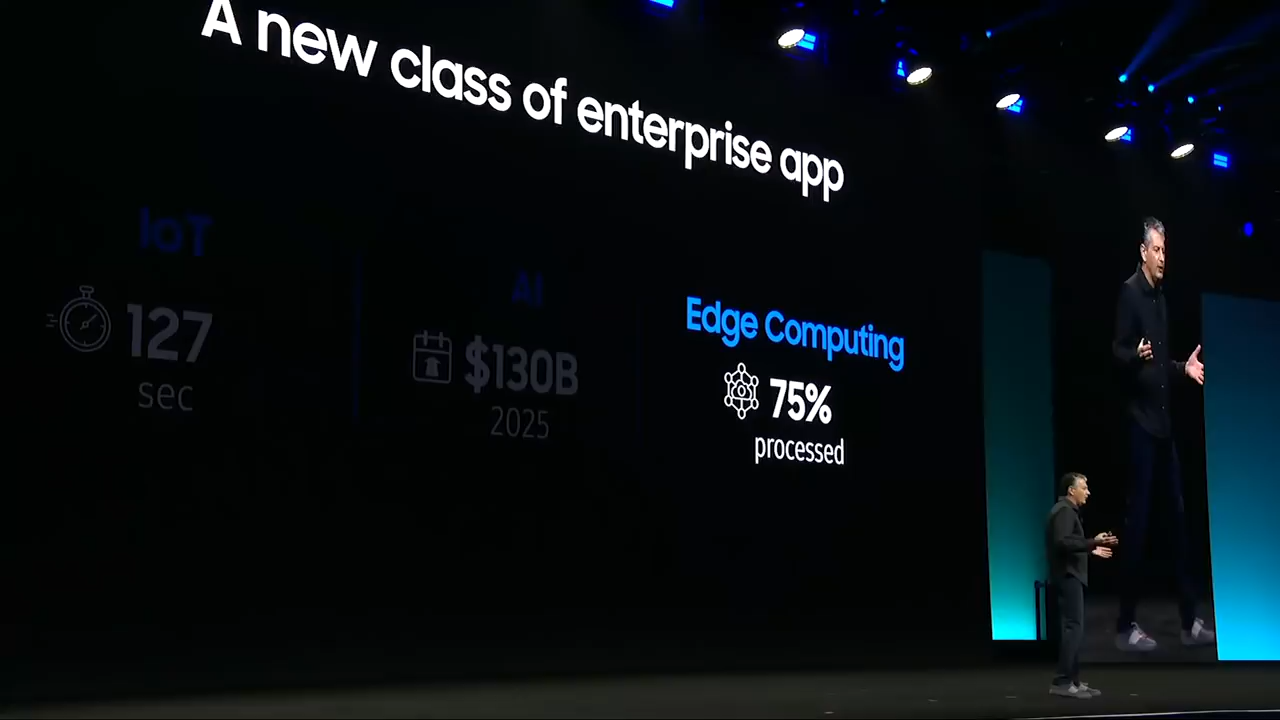 A new class of enterprise app
IoT
127
sec
AI
$130B
2025
Edge Computing
75%
processed